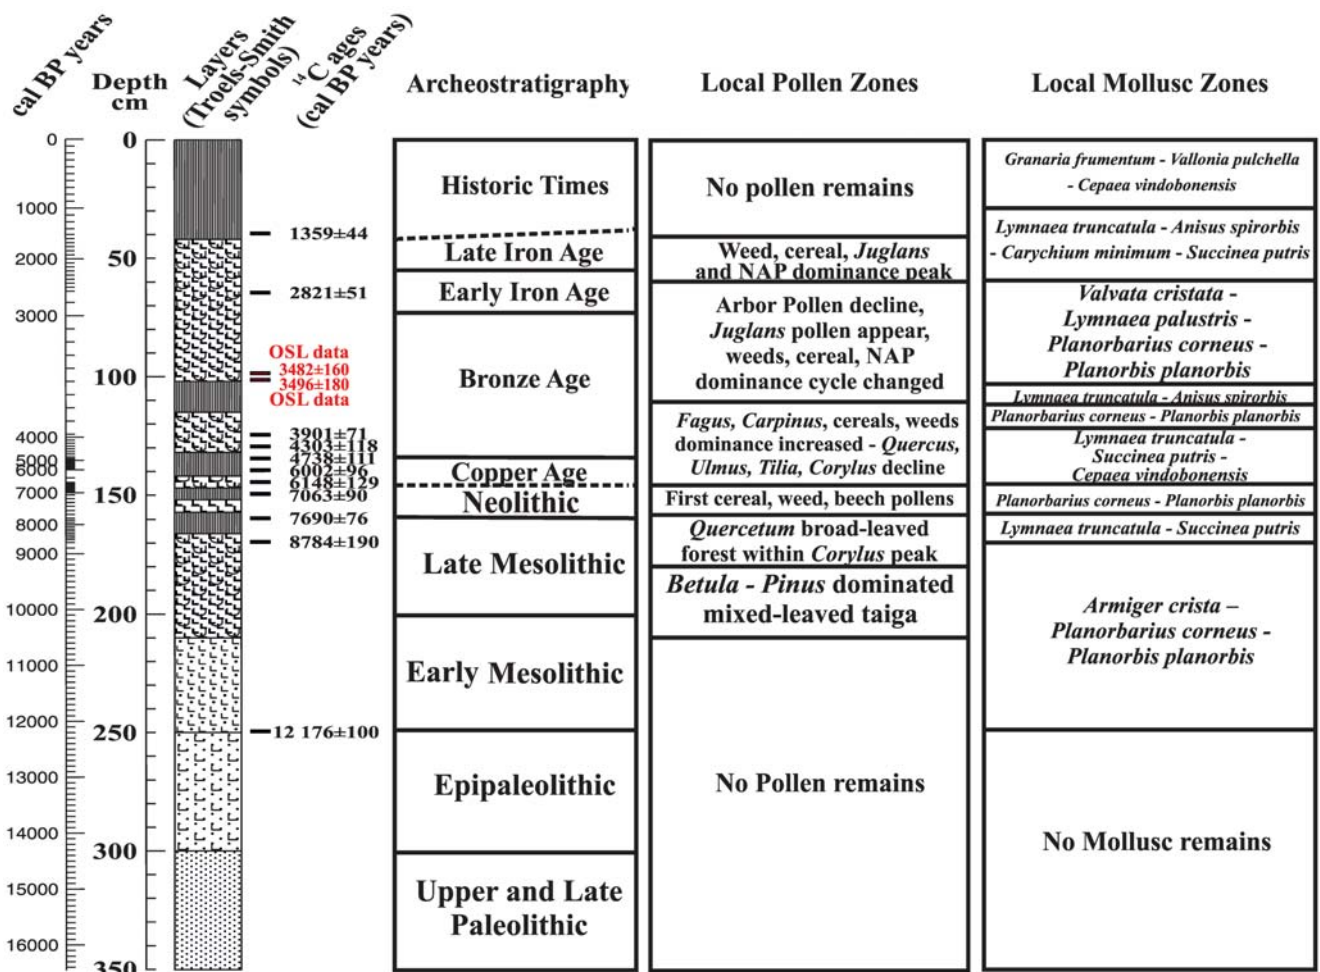 cal BP years
Depth
cm
Layers
(Troels-Smith
symbols)
14C ages
(cal BP years)
Archeostratigraphy
Local Pollen Zones
Local Mollusc Zones
0
1000
2000
3000
4000
5000
6000
7000
8000
9000
10000
11000
12000
13000
14000
15000
16000
0
50
100
150
200
250
300
350
1359±44
2821±51
OSL data
3482±160
3496±180
OSL data
3901±71
4303±118
4738±111
6002±96
6148±129
7063±90
7690±76
8784±190
12 176±100
Historic Times
Late Iron Age
Early Iron Age
Bronze Age
Copper Age
Neolithic
Late Mesolithic
Early Mesolithic
Epipaleolithic
Upper and Late
Paleolithic
No pollen remains
Weed, cereal, Juglans
and NAP dominance peak
Arbor Pollen decline,
Juglans pollen appear,
weeds, cereal, NAP
dominance cycle changed
Fagus, Carpinus, cereals, weeds
dominance increased - Quercus,
Ulmus, Tilia, Corylus decline
First cereal, weed, beech pollens
Quercetum broad-leaved
forest within Corylus peak
Betula - Pinus dominated
mixed-leaved taiga
No Pollen remains
Granaria frumentum - Vallonia pulchella
- Cepaea vindobonensis
Lymnaea truncatula - Anisus spirorbis
- Carychium minimum - Succinea putris
Valvata cristata -
Lymnaea palustris -
Planorbarius corneus -
Planorbis planorbis
Lymnaea truncatula - Anisus spirorbis
Planorbarius corneus - Planorbis planorbis
Lymnaea truncatula -
Succinea putris -
Cepaea vindobonensis
Planorbarius corneus - Planorbis planorbis
Lymnaea truncatula - Succinea putris
Armiger crista –
Planorbarius corneus -
Planorbis planorbis
No Mollusc remains